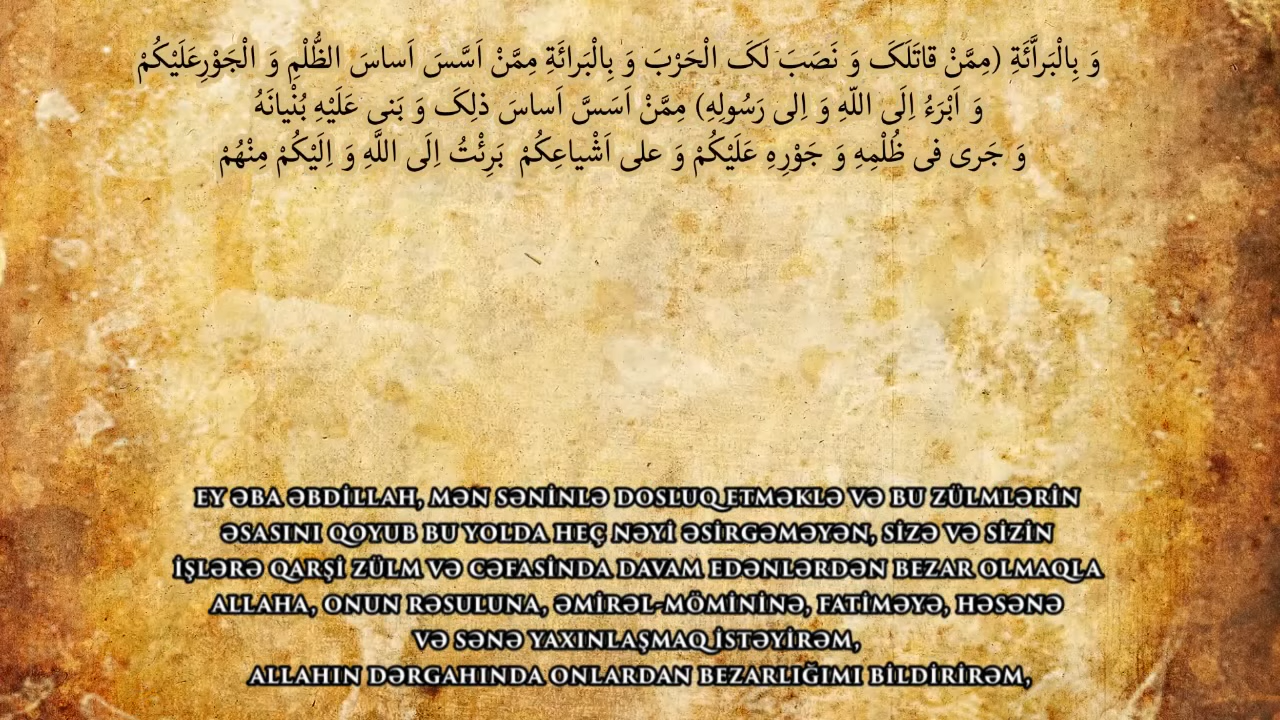 وَ بِالْبَرآَّئَةِ (مِمَّنْ قاتَلَکَ وَ نَصَبَ لَکَ الْحَرْبَ وَ بِالْبَرائَةِ مِمَّنْ اَسَّسَ اَساسَ الظُّلْمِ وَ الْجَوْرِعَلَيْکُمْ
وَ اَبْرَءُ اِلَى اللّهِ وَ اِلى رَسُولِهِ) مِمَّنْ اَسَسَّ اَساسَ ذلِکَ وَ بَنى عَلَيْهِ بُنْيانَهُ
وَ جَرى فى ظُلْمِهِ وَ جَوْرِهِ عَلَيْکُمْ وَ على اَشْياعِکُمْ بَرِئْتُ اِلَى اللَّهِ وَ اِلَيْکُمْ مِنْهُمْ
EY ƏBA ƏBDİLLAH, MƏN SƏNİNLƏ DOSLUQ ETMƏKLƏ VƏ BU ZÜLMLƏRİN
ƏSASINI QOYUB BU YOLDA HEÇ NƏYİ ƏSİRGƏMƏYƏN, SİZƏ VƏ SİZİN
İŞLƏRƏ QARŞİ ZÜLM VƏ CƏFASİNDA DAVAM EDƏNLƏRDƏN BEZAR OLMAQLA
ALLAHA, ONUN RƏSULUNA, ƏMİRƏL-MÖMİNİNƏ, FATİMƏYƏ, HƏSƏNƏ
VƏ SƏNƏ YAXINLAŞMAQ İSTƏYİRƏM,
ALLAHIN DƏRGAHINDA ONLARDAN BEZARLIĞIMI BİLDİRİRƏM,